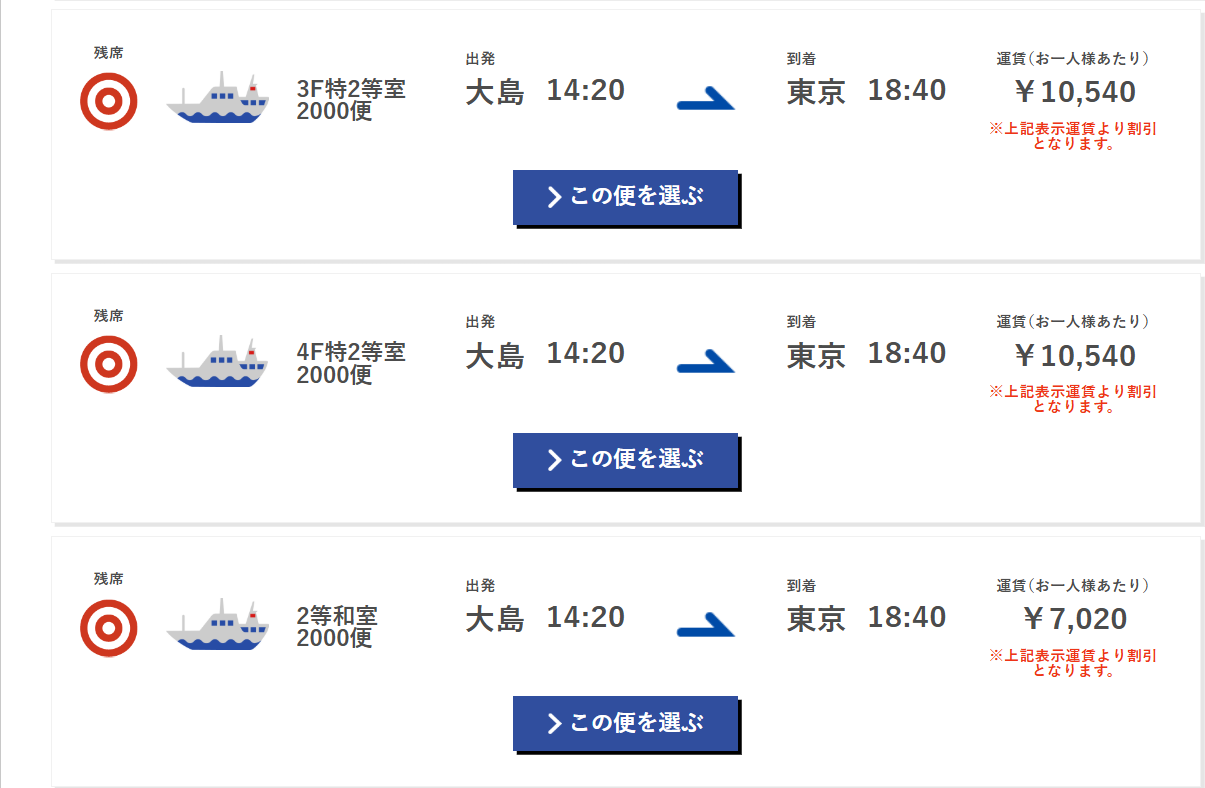 残席
3F特2等室
2000便
出発
大島 14:20
到着
東京 18:40
運賃（お一人様あたり）
￥10,540
※上記表示運賃より割引
となります。
この便を選ぶ
残席
4F特2等室
2000便
出発
大島 14:20
到着
東京 18:40
運賃（お一人様あたり）
￥10,540
※上記表示運賃より割引
となります。
この便を選ぶ
残席
2等和室
2000便
出発
大島 14:20
到着
東京 18:40
運賃（お一人様あたり）
￥7,020
※上記表示運賃より割引
となります。
この便を選ぶ